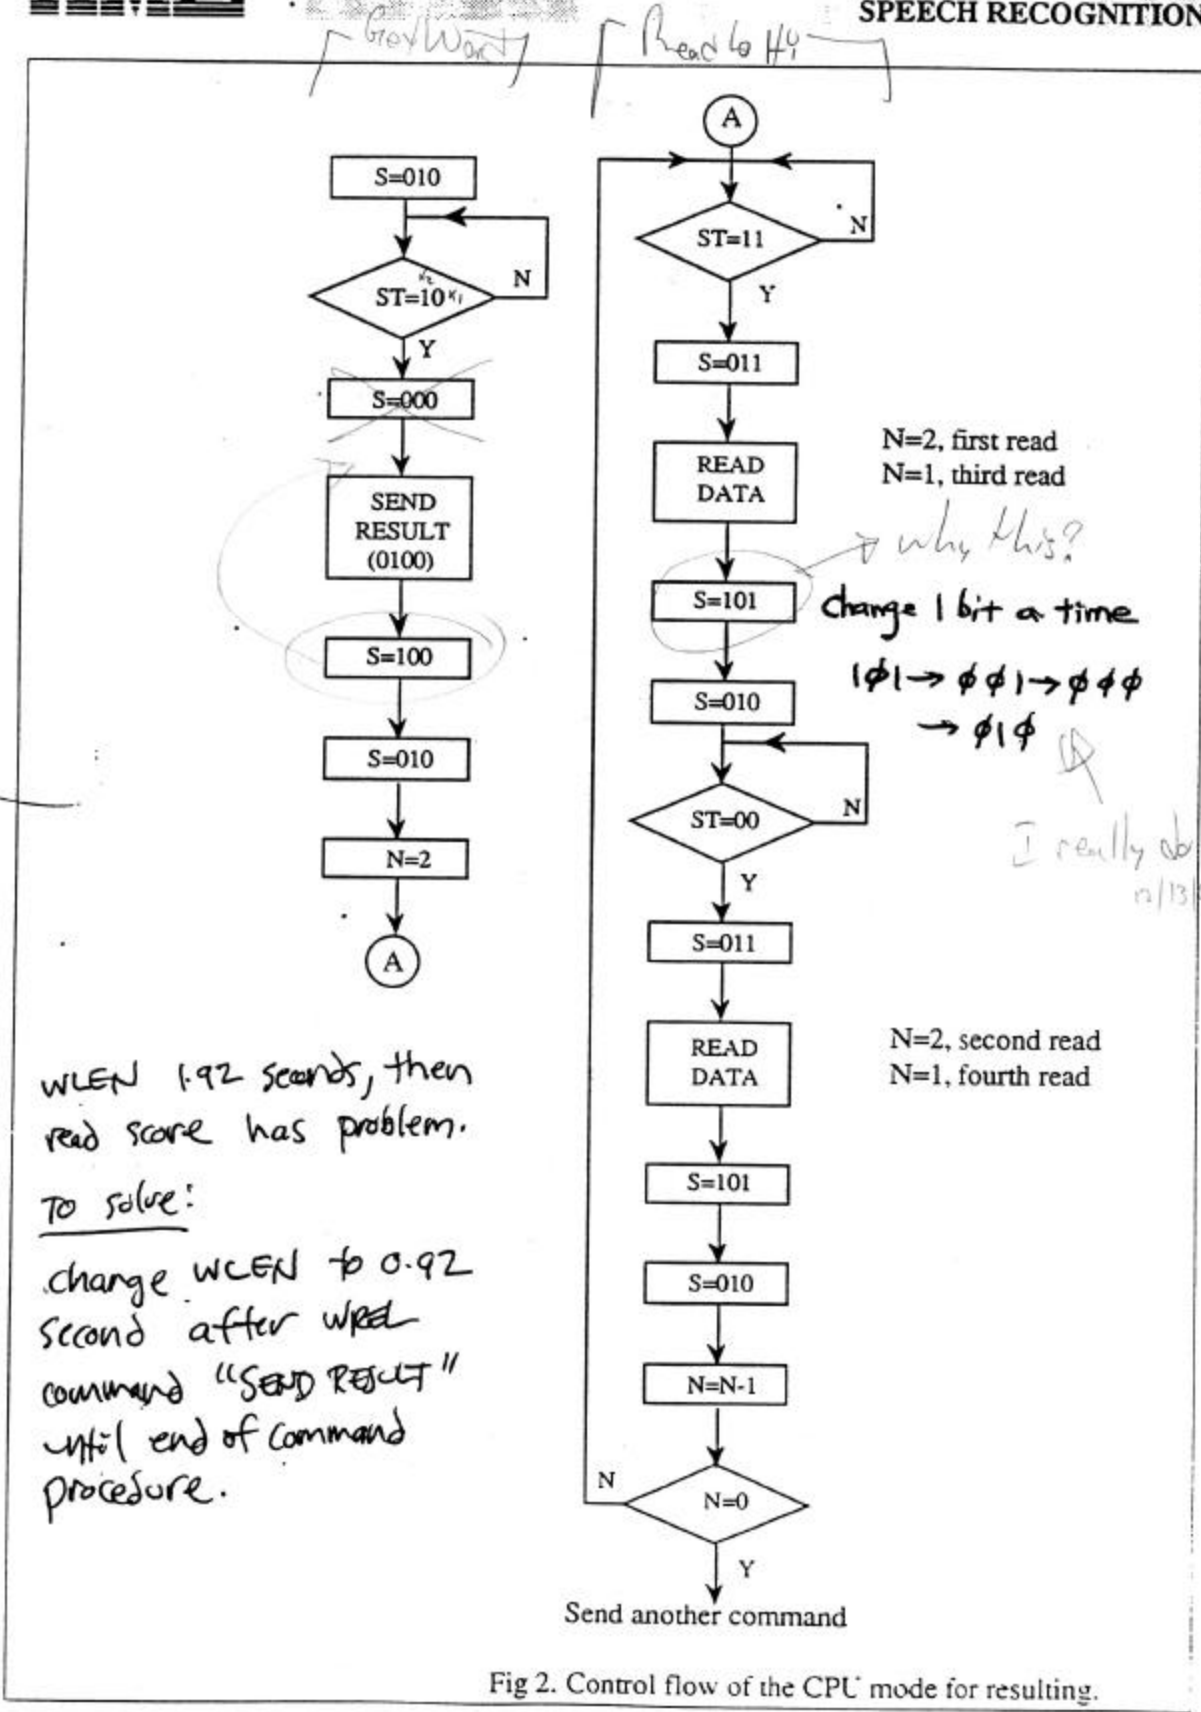 SPEECH RECOGNITION
S=010
ST=10
K2
K1
N
Y
S=000
SEND
RESULT
(0100)
S=100
S=010
N=2
A
WLEN 1.92 seconds, then
read score has problem.
To solve:
change WLEN to 0.92
second after
command "SEND RESULT"
until end of command
procedure.
Read to
A
ST=11
N
Y
S=011
READ
DATA
N=2, first read
N=1, third read
why this?
S=101
change 1 bit a time
1φ1→φφ1→φφφ
→φ1φ
S=010
ST=00
N
I really do
Y
S=011
READ
DATA
N=2, second read
N=1, fourth read
S=101
S=010
N=N-1
N
N=0
Y
Send another command
Fig 2. Control flow of the CPU mode for resulting.